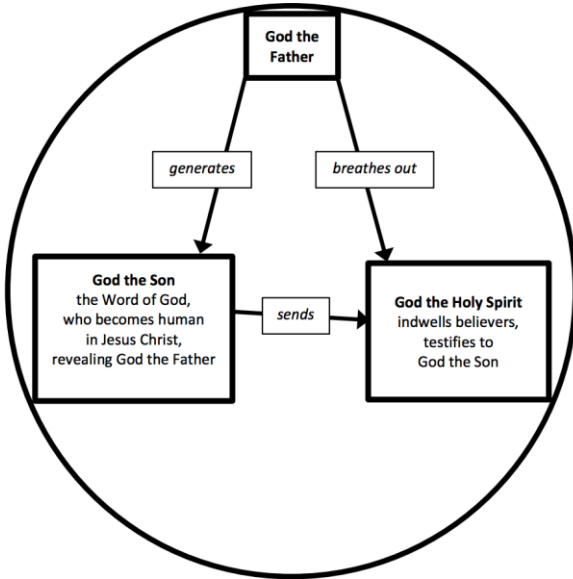 God the
Father
generates
breathes out
God the Son
the Word of God,
who becomes human
in Jesus Christ,
revealing God the Father
sends
God the Holy Spirit
indwells believers,
testifies to
God the Son